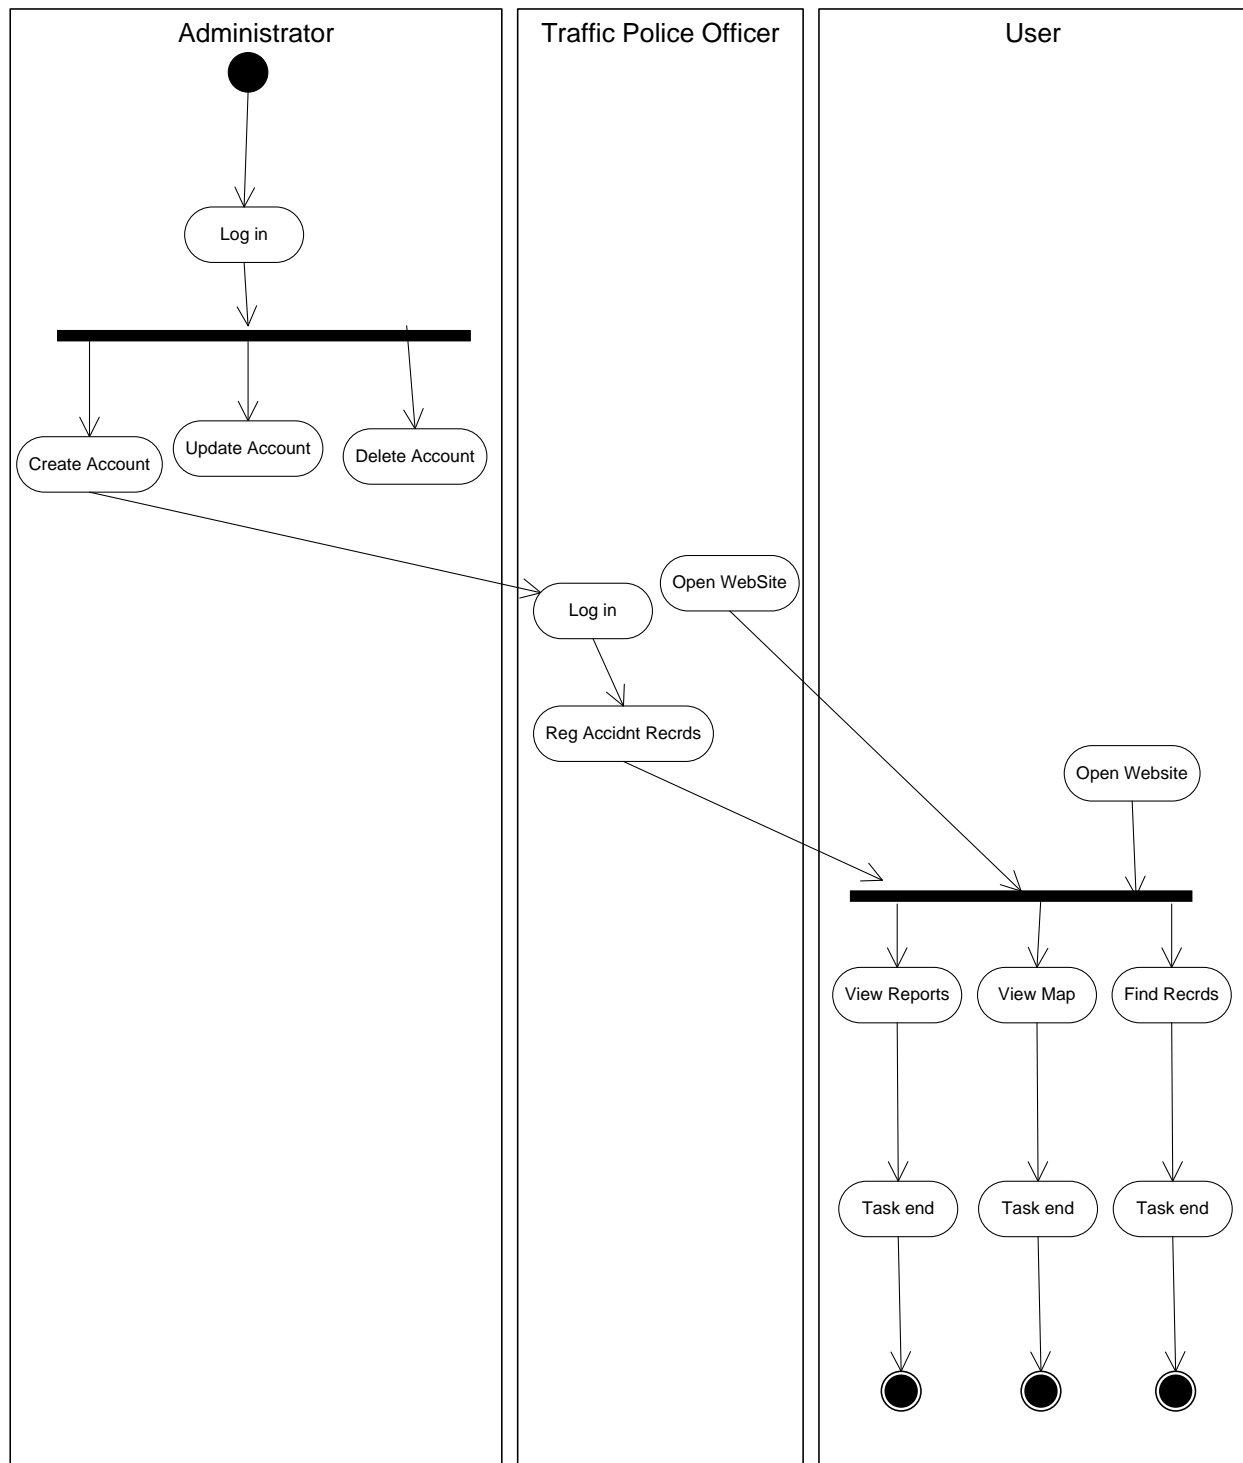 Administrator
Traffic Police Officer
User
Log in
Create Account
Update Account
Delete Account
Log in
Open WebSite
Reg Accidnt Recrds
Open Website
View Reports
View Map
Find Recrds
Task end
Task end
Task end